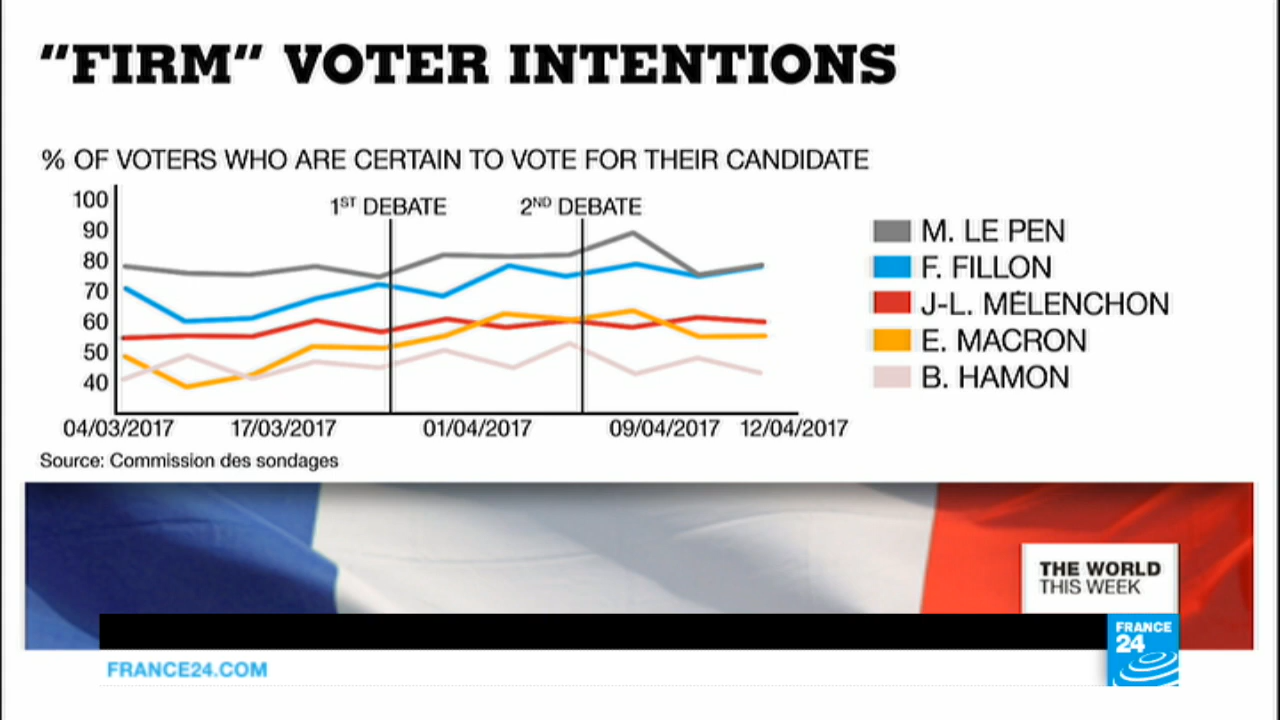 "FIRM" VOTER INTENTIONS
% OF VOTERS WHO ARE CERTAIN TO VOTE FOR THEIR CANDIDATE
1ST DEBATE
2ND DEBATE
100
90
80
70
60
50
40
04/03/2017
17/03/2017
01/04/2017
09/04/2017
12/04/2017
M. LE PEN
F. FILLON
J-L. MÉLENCHON
E. MACRON
B. HAMON
Source: Commission des sondages
THE WORLD
THIS WEEK
FRANCE
24
FRANCE24.COM